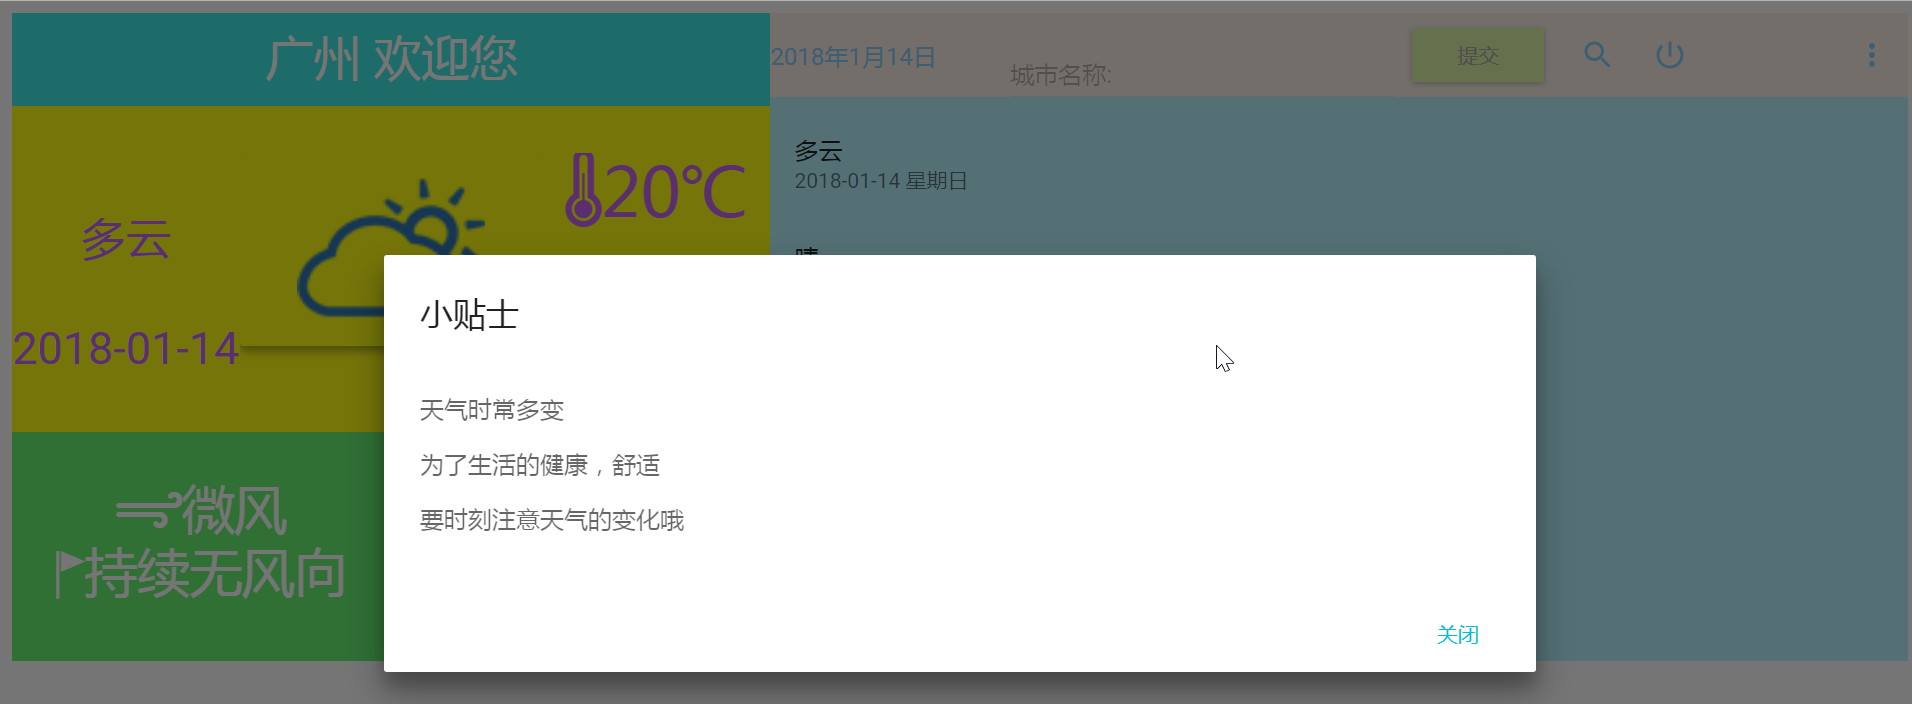 广州 欢迎您
2018年1月14日
城市名称:
提交
多云
20℃
2018-01-14
多云
2018-01-14 星期日
小贴士
天气时常多变
为了生活的健康，舒适
要时刻注意天气的变化哦
关闭
微风
持续无风向